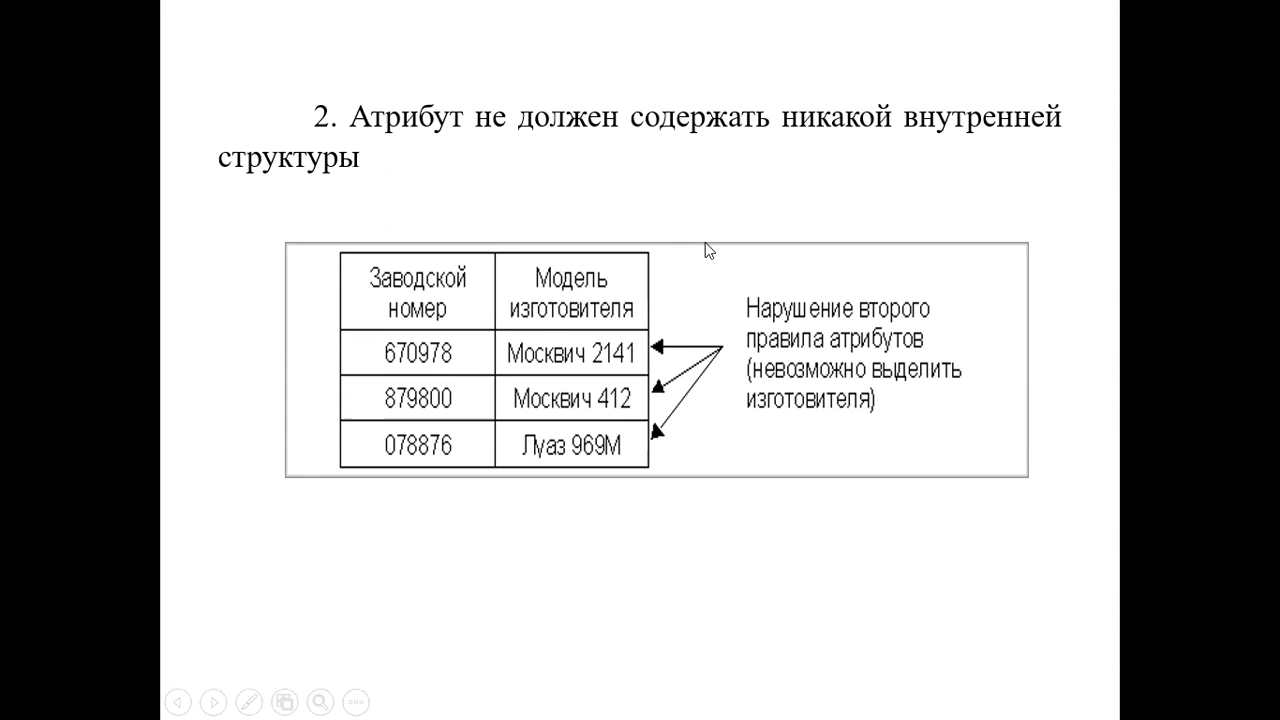 2. Атрибут не должен содержать никакой внутренней
структуры
Заводской номер Модель изготовителя
670978 Москвич 2141
879800 Москвич 412
078876 Луаз 969М
Нарушение второго
правила атрибутов
(невозможно выделить
изготовителя)